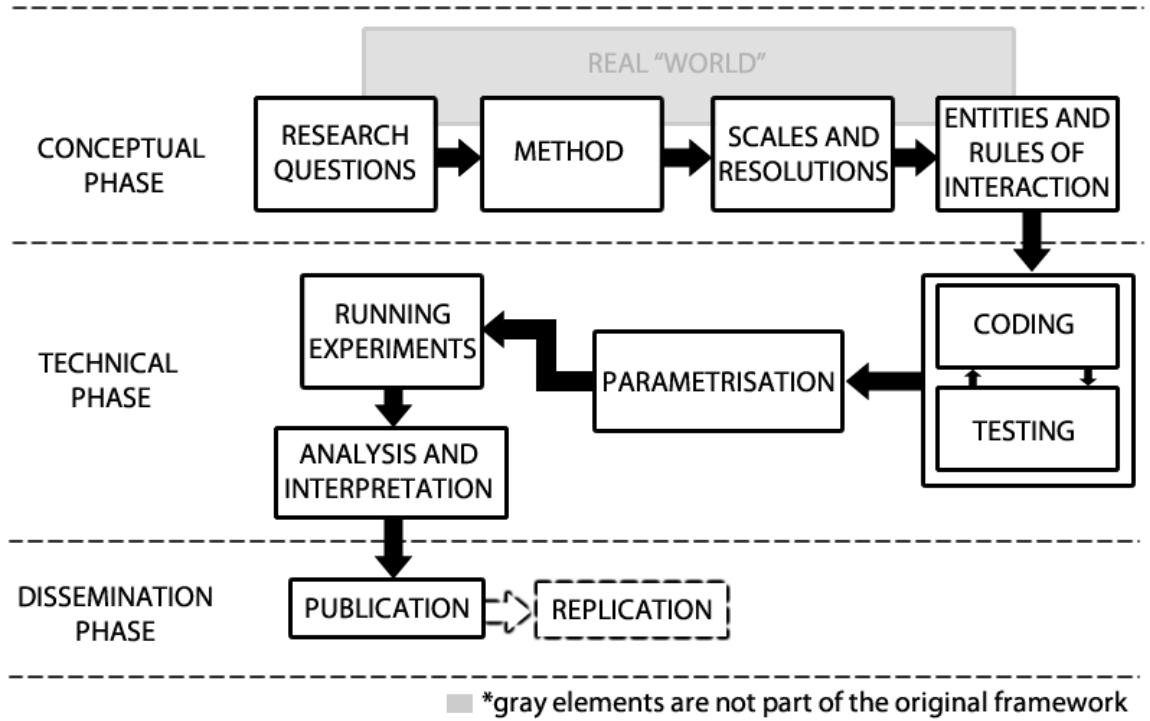 REAL “WORLD”
CONCEPTUAL
PHASE
RESEARCH
QUESTIONS
METHOD
SCALES AND
RESOLUTIONS
ENTITIES AND
RULES OF
INTERACTION
TECHNICAL
PHASE
RUNNING
EXPERIMENTS
PARAMETRISATION
CODING
TESTING
ANALYSIS AND
INTERPRETATION
DISSEMINATION
PHASE
PUBLICATION
REPLICATION
*gray elements are not part of the original framework